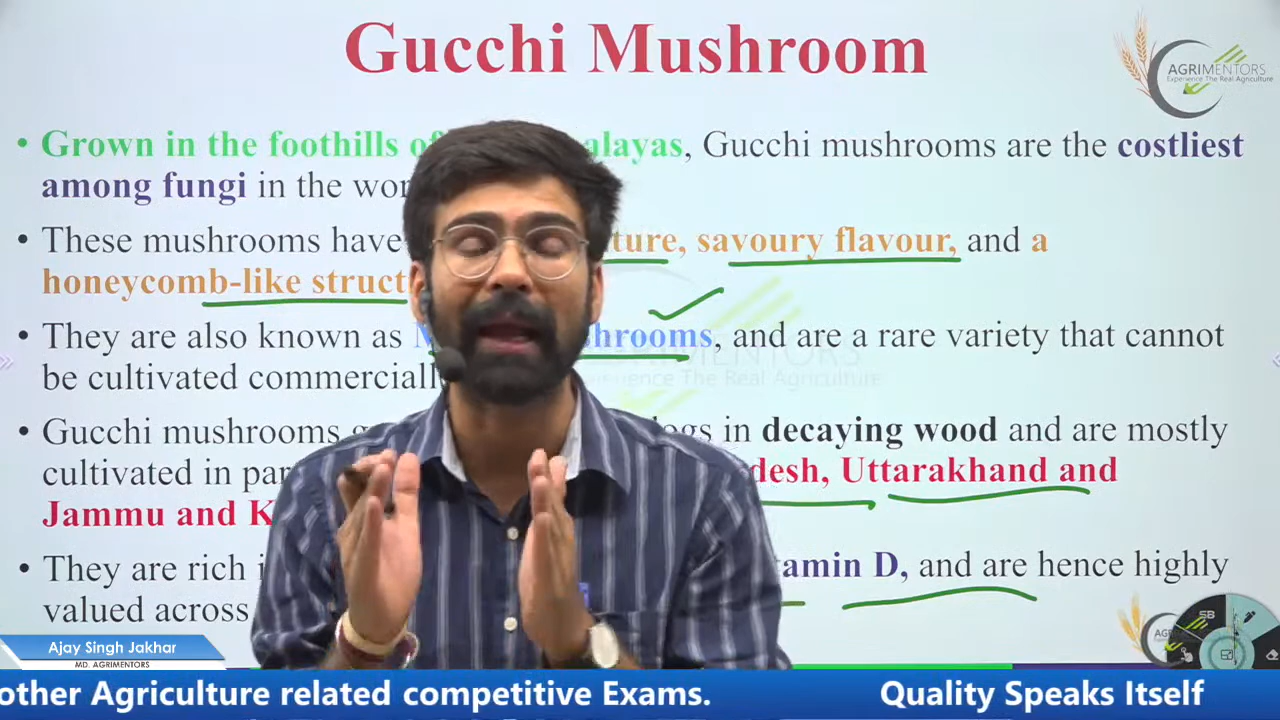 Gucchi Mushroom
AGRIMENTORS
Experience The Real Agriculture
• Grown in the foothills of alayas, Gucchi mushrooms are the costliest
among fungi in the wor
• These mushrooms have ture, savoury flavour, and a
honeycomb-like struct
• They are also known as M shrooms, and are a rare variety that cannot
be cultivated commerciall
• Gucchi mushrooms g logs in decaying wood and are mostly
cultivated in par desh, Uttarakhand and
Jammu and K
• They are rich i tamin D, and are hence highly
valued across
SB
Ajay Singh Jakhar
MD. AGRIMENTORS
other Agriculture related competitive Exams. Quality Speaks Itself